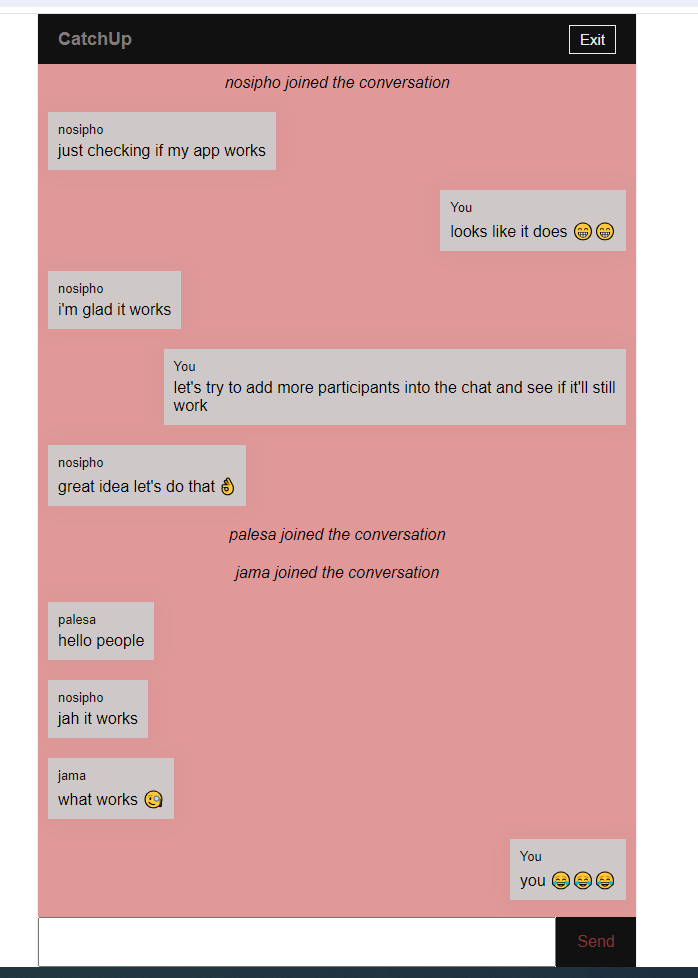 CatchUp
Exit
nosipho joined the conversation
nosipho
just checking if my app works
You
looks like it does 😁😁
nosipho
i'm glad it works
You
let's try to add more participants into the chat and see if it'll still
work
nosipho
great idea let's do that 👌
palesa joined the conversation
jama joined the conversation
palesa
hello people
nosipho
jah it works
jama
what works 🧐
You
you 😂😂😂
Send